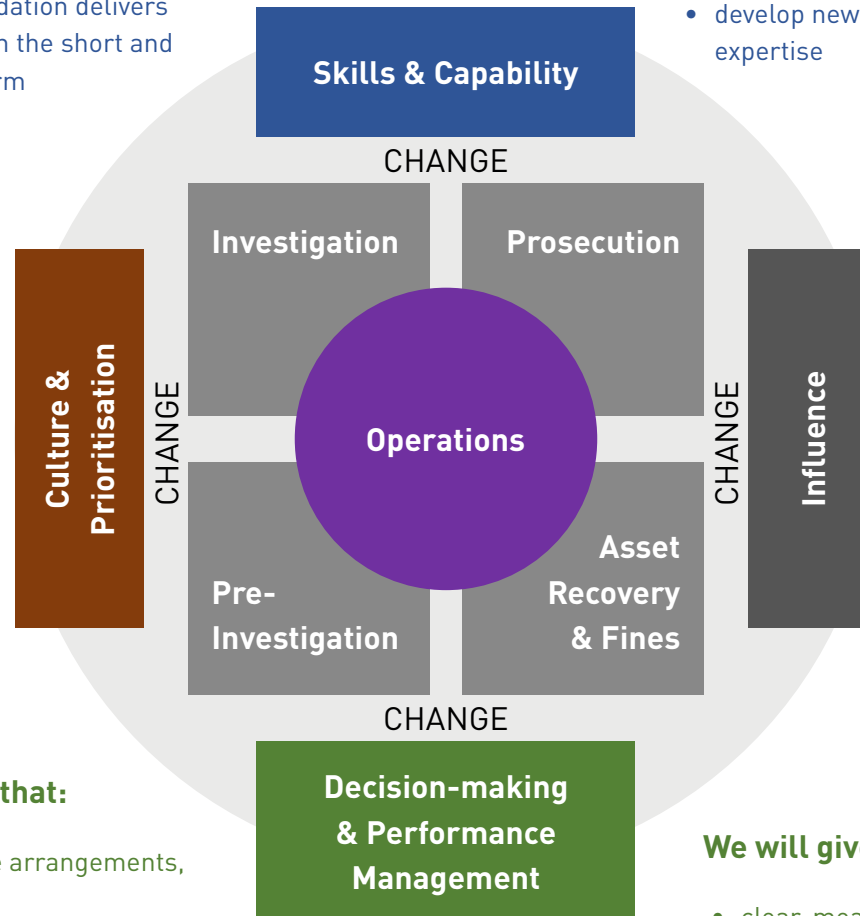 dation delivers
n the short and
rm
• develop new
expertise
Skills & Capability
CHANGE
Investigation
Prosecution
Culture &
Prioritisation
CHANGE
Operations
CHANGE
Influence
Pre-
Investigation
Asset
Recovery
& Fines
CHANGE
Decision-making
& Performance
Management
that:
e arrangements,
We will give